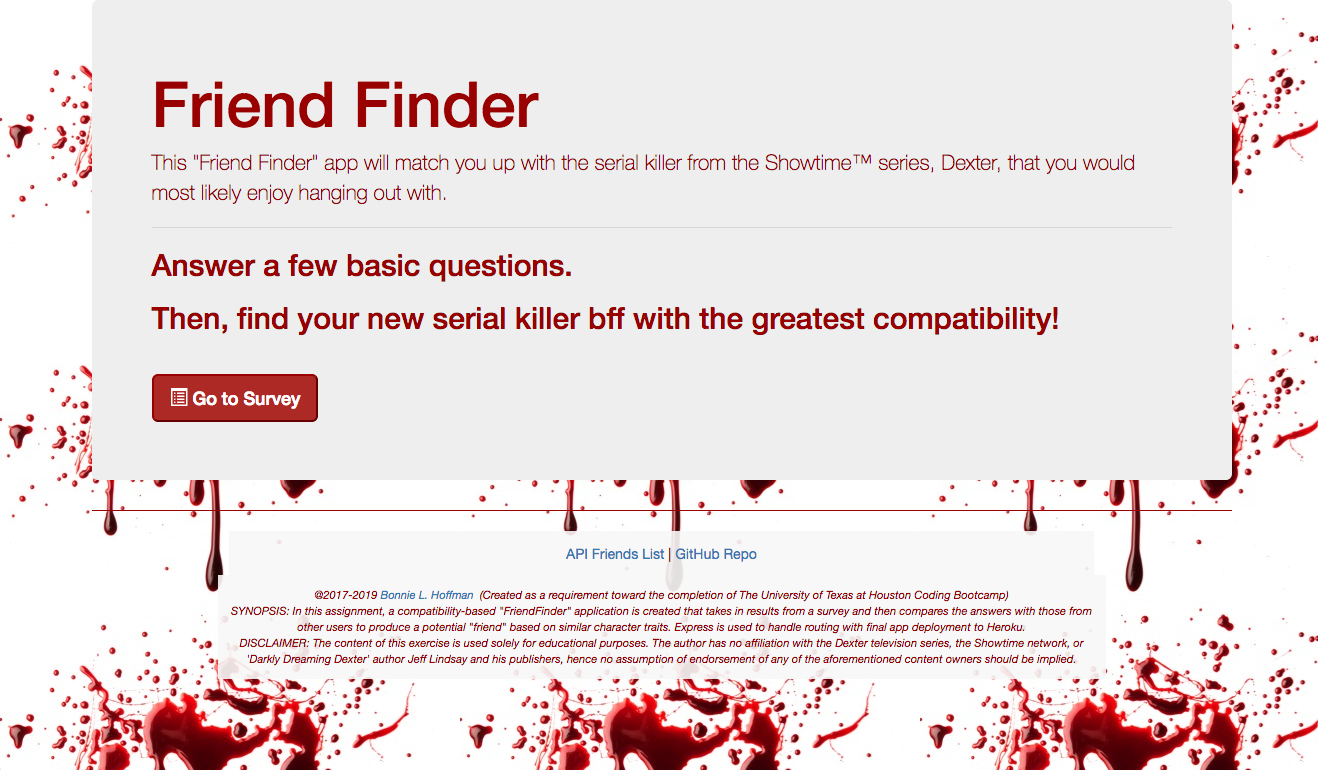 Friend Finder
This "Friend Finder" app will match you up with the serial killer from the Showtime™ series, Dexter, that you would
most likely enjoy hanging out with.
Answer a few basic questions.
Then, find your new serial killer bff with the greatest compatibility!
Go to Survey
API Friends List | GitHub Repo
@2017-2019 Bonnie L. Hoffman (Created as a requirement toward the completion of The University of Texas at Houston Coding Bootcamp)
SYNOPSIS: In this assignment, a compatibility-based "FriendFinder" application is created that takes in results from a survey and then compares the answers with those from
other users to produce a potential "friend" based on similar character traits. Express is used to handle routing with final app deployment to Heroku.
DISCLAIMER: The content of this exercise is used solely for educational purposes. The author has no affiliation with the Dexter television series, the Showtime network, or
'Darkly Dreaming Dexter' author Jeff Lindsay and his publishers, hence no assumption of endorsement of any of the aforementioned content owners should be implied.